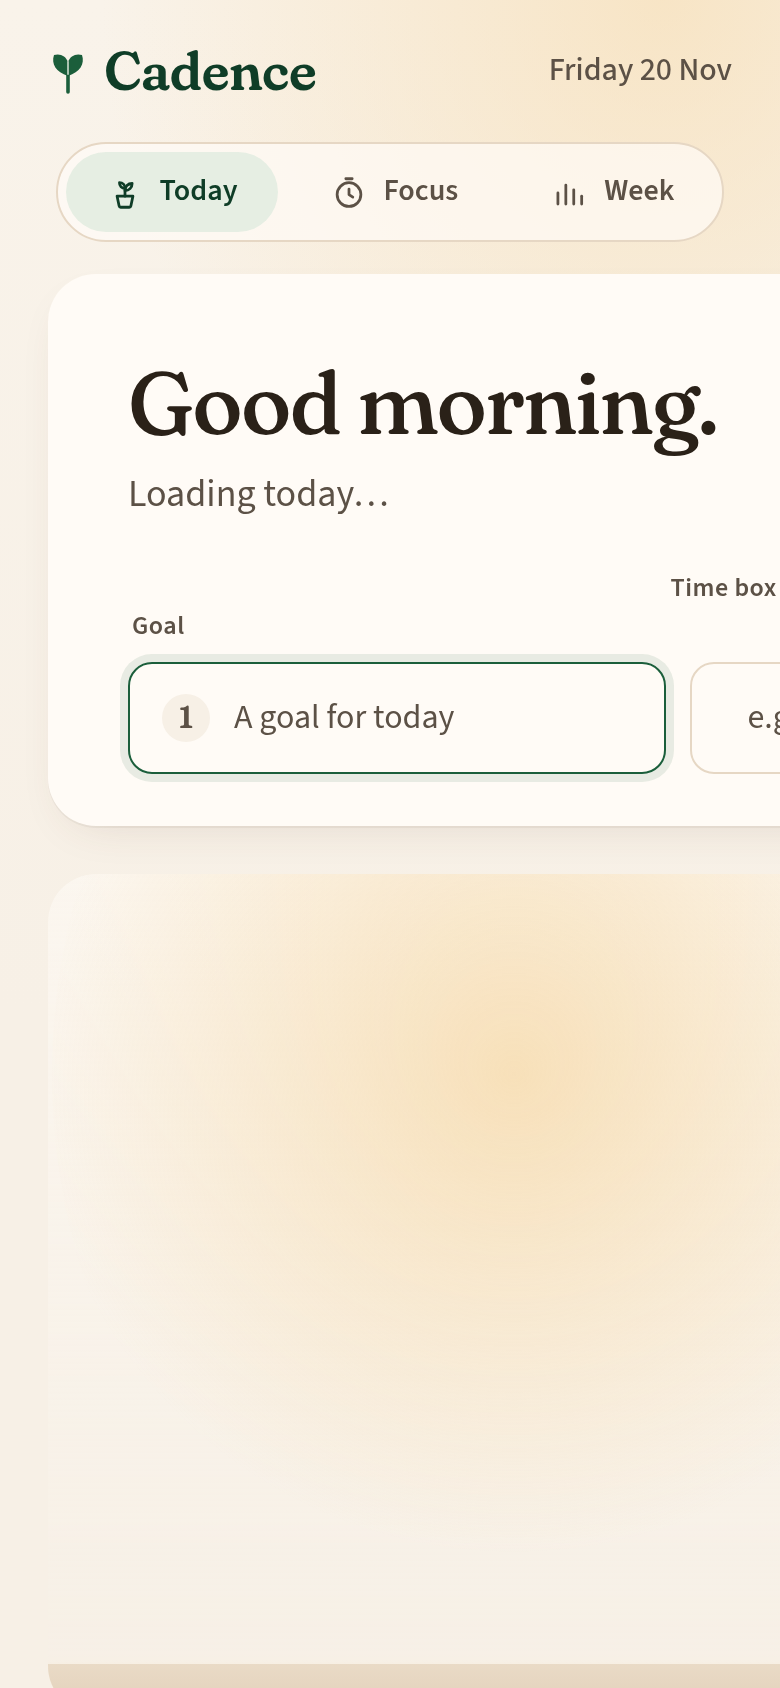 Cadence
Friday 20 Nov
Today
Focus
Week
Good morning.
Loading today…
Time box
Goal
1 A goal for today